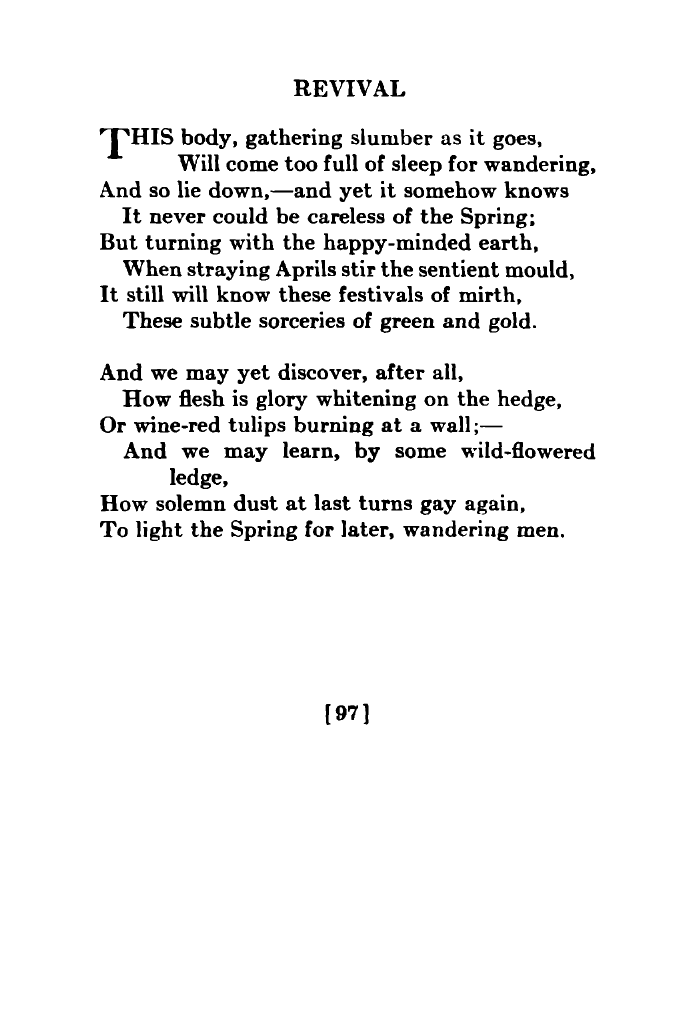 REVIVAL
THIS body, gathering slumber as it goes,
Will come too full of sleep for wandering,
And so lie down,—and yet it somehow knows
It never could be careless of the Spring;
But turning with the happy-minded earth,
When straying Aprils stir the sentient mould,
It still will know these festivals of mirth,
These subtle sorceries of green and gold.
And we may yet discover, after all,
How flesh is glory whitening on the hedge,
Or wine-red tulips burning at a wall;—
And we may learn, by some wild-flowered
ledge,
How solemn dust at last turns gay again,
To light the Spring for later, wandering men.
[97]